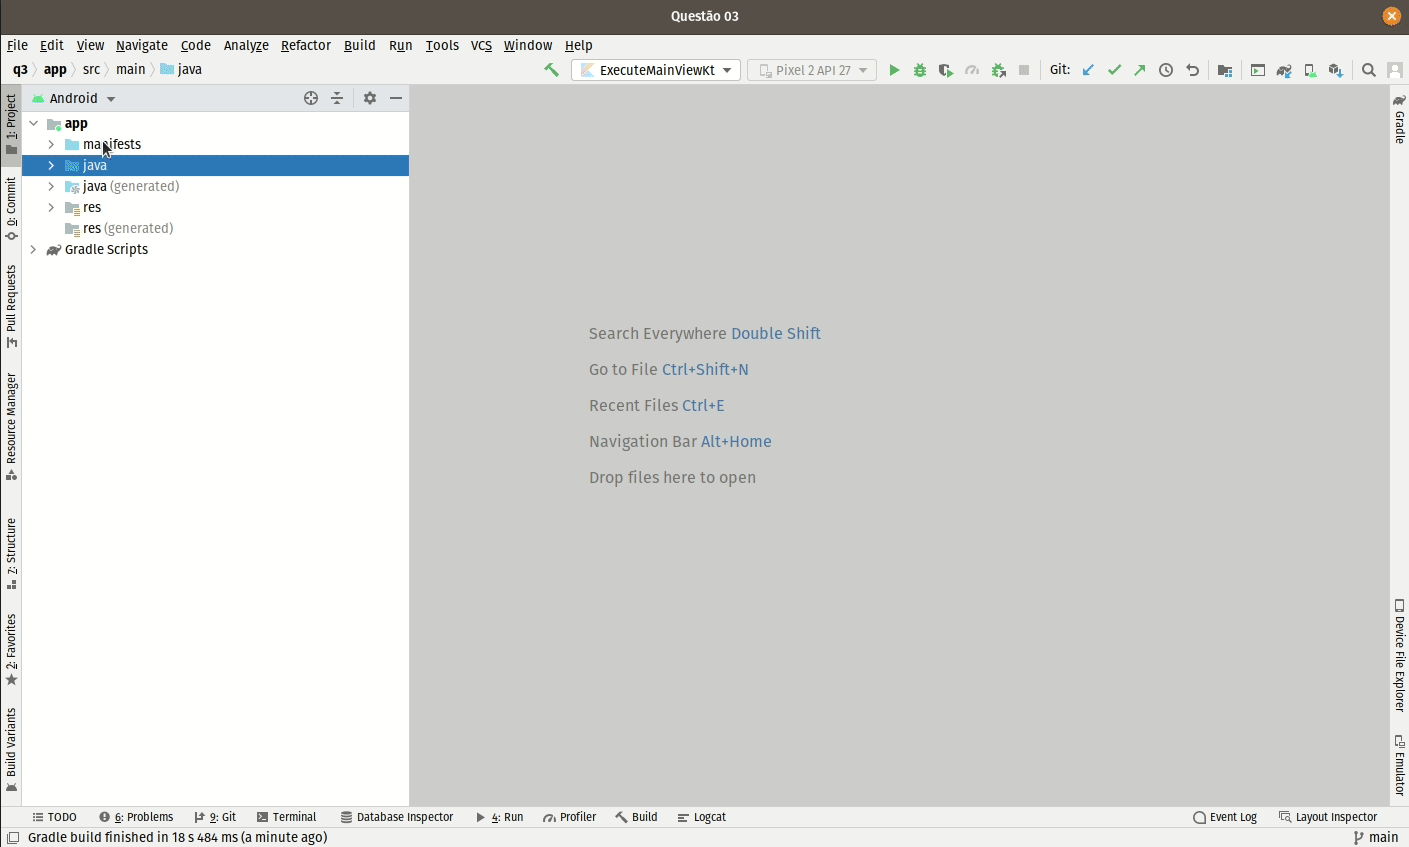 Questão 03
File Edit View Navigate Code Analyze Refactor Build Run Tools VCS Window Help
q3 app src main java ExecuteMainViewKt Pixel 2 API 27 Git:
1: Project
0: Commit
Pull Requests
Resource Manager
7: Structure
2: Favorites
Build Variants
Android
app
manifests
java
java (generated)
res
res (generated)
Gradle Scripts
Search Everywhere Double Shift
Go to File Ctrl+Shift+N
Recent Files Ctrl+E
Navigation Bar Alt+Home
Drop files here to open
Gradle
Device File Explorer
Emulator
TODO 6: Problems 9: Git Terminal Database Inspector 4: Run Profiler Build Logcat Event Log Layout Inspector
Gradle build finished in 18 s 484 ms (a minute ago) main